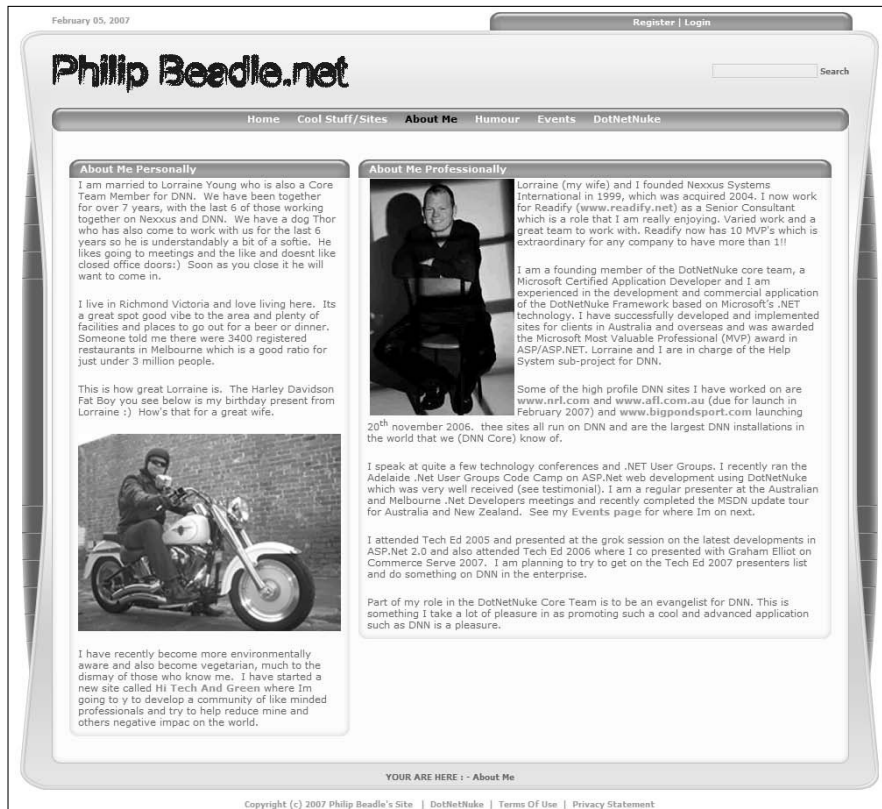 February 05, 2007
Register | Login
Philip Beadle.net
Search
Home Cool Stuff/Sites About Me Humour Events DotNetNuke
About Me Personally
I am married to Lorraine Young who is also a Core
Team Member for DNN. We have been together
for over 7 years, with the last 6 of those working
together on Nexxus and DNN. We have a dog Thor
who has also come to work with us for the last 6
years so he is understandably a bit of a softie. He
likes going to meetings and the like and doesnt like
closed office doors:) Soon as you close it he will
want to come in.
I live in Richmond Victoria and love living here. Its
a great spot good vibe to the area and plenty of
facilities and places to go out for a beer or dinner.
Someone told me there were 3400 registered
restaurants in Melbourne which is a good ratio for
just under 3 million people.
This is how great Lorraine is. The Harley Davidson
Fat Boy you see below is my birthday present from
Lorraine :) How's that for a great wife.
I have recently become more environmentally
aware and also become vegetarian, much to the
dismay of those who know me. I have started a
new site called Hi Tech And Green where Im
going to y to develop a community of like minded
professionals and try to help reduce mine and
others negative impac on the world.
About Me Professionally
Lorraine (my wife) and I founded Nexxus Systems
International in 1999, which was acquired 2004. I now work
for Readify (www.readify.net) as a Senior Consultant
which is a role that I am really enjoying. Varied work and a
great team to work with. Readify now has 10 MVP's which is
extraordinary for any company to have more than 1!!
I am a founding member of the DotNetNuke core team, a
Microsoft Certified Application Developer and I am
experienced in the development and commercial application
of the DotNetNuke Framework based on Microsoft's .NET
technology. I have successfully developed and implemented
sites for clients in Australia and overseas and was awarded
the Microsoft Most Valuable Professional (MVP) award in
ASP/ASP.NET. Lorraine and I are in charge of the Help
System sub-project for DNN.
Some of the high profile DNN sites I have worked on are
www.nrl.com and www.afl.com.au (due for launch in
February 2007) and www.bigpondsport.com launching
20th november 2006. thee sites all run on DNN and are the largest DNN installations in
the world that we (DNN Core) know of.
I speak at quite a few technology conferences and .NET User Groups. I recently ran the
Adelaide .Net User Groups Code Camp on ASP.Net web development using DotNetNuke
which was very well received (see testimonial). I am a regular presenter at the Australian
and Melbourne .Net Developers meetings and recently completed the MSDN update tour
for Australia and New Zealand. See my Events page for where Im on next.
I attended Tech Ed 2005 and presented at the grok session on the latest developments in
ASP.Net 2.0 and also attended Tech Ed 2006 where I co presented with Graham Elliot on
Commerce Serve 2007. I am planning to try to get on the Tech Ed 2007 presenters list
and do something on DNN in the enterprise.
Part of my role in the DotNetNuke Core Team is to be an evangelist for DNN. This is
something I take a lot of pleasure in as promoting such a cool and advanced application
such as DNN is a pleasure.
YOUR ARE HERE : - About Me
Copyright (c) 2007 Philip Beadle's Site | DotNetNuke | Terms Of Use | Privacy Statement